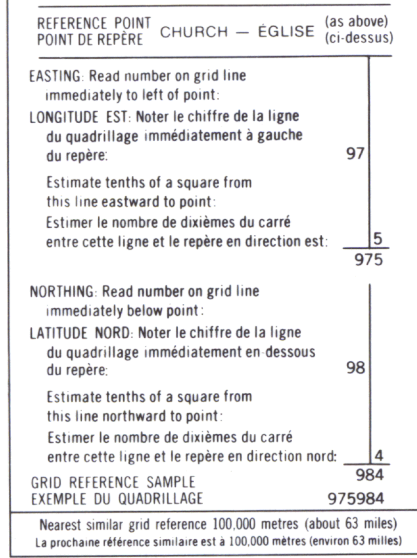 REFERENCE POINT CHURCH — ÉGLISE (as above)
POINT DE REPÈRE (ci-dessus)
EASTING: Read number on grid line
immediately to left of point:
LONGITUDE EST: Noter le chiffre de la ligne
du quadrillage immédiatement à gauche
du repère: 97
Estimate tenths of a square from
this line eastward to point:
Estimer le nombre de dixièmes du carré
entre cette ligne et le repère en direction est: 5
975
NORTHING: Read number on grid line
immediately below point:
LATITUDE NORD: Noter le chiffre de la ligne
du quadrillage immédiatement en dessous
du repère: 98
Estimate tenths of a square from
this line northward to point:
Estimer le nombre de dixièmes du carré
entre cette ligne et le repère en direction nord: 4
984
GRID REFERENCE SAMPLE
EXEMPLE DU QUADRILLAGE 975984
Nearest similar grid reference 100,000 metres (about 63 miles)
La prochaine référence similaire est à 100,000 mètres (environ 63 milles)